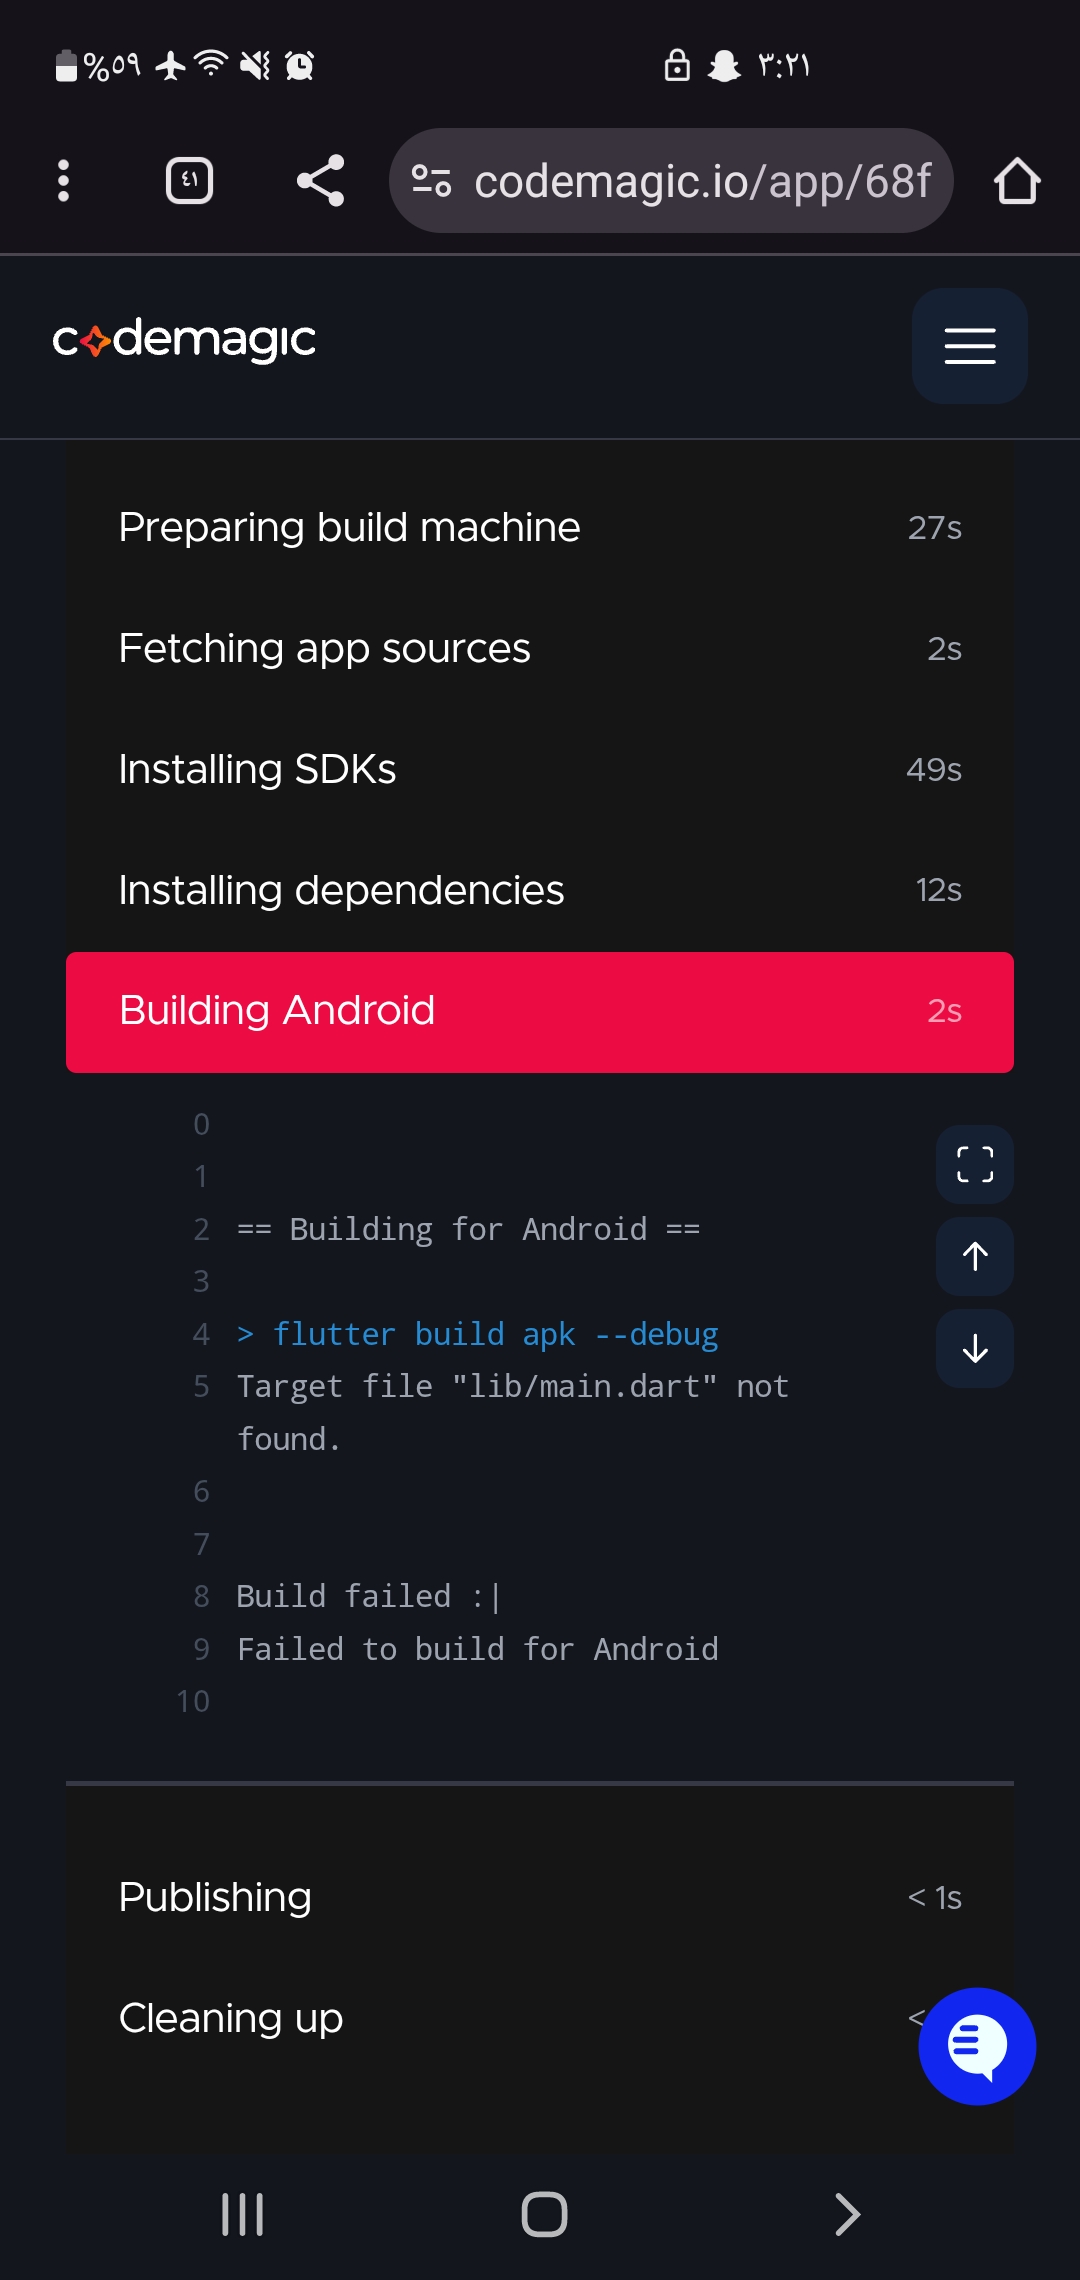 %٥٩ ٣:٢١
٤١ codemagic.io/app/68f
codemagic
Preparing build machine 27s
Fetching app sources 2s
Installing SDKs 49s
Installing dependencies 12s
Building Android 2s
0
1
2 == Building for Android ==
3
4 > flutter build apk --debug
5 Target file "lib/main.dart" not
found.
6
7
8 Build failed :|
9 Failed to build for Android
10
Publishing < 1s
Cleaning up <